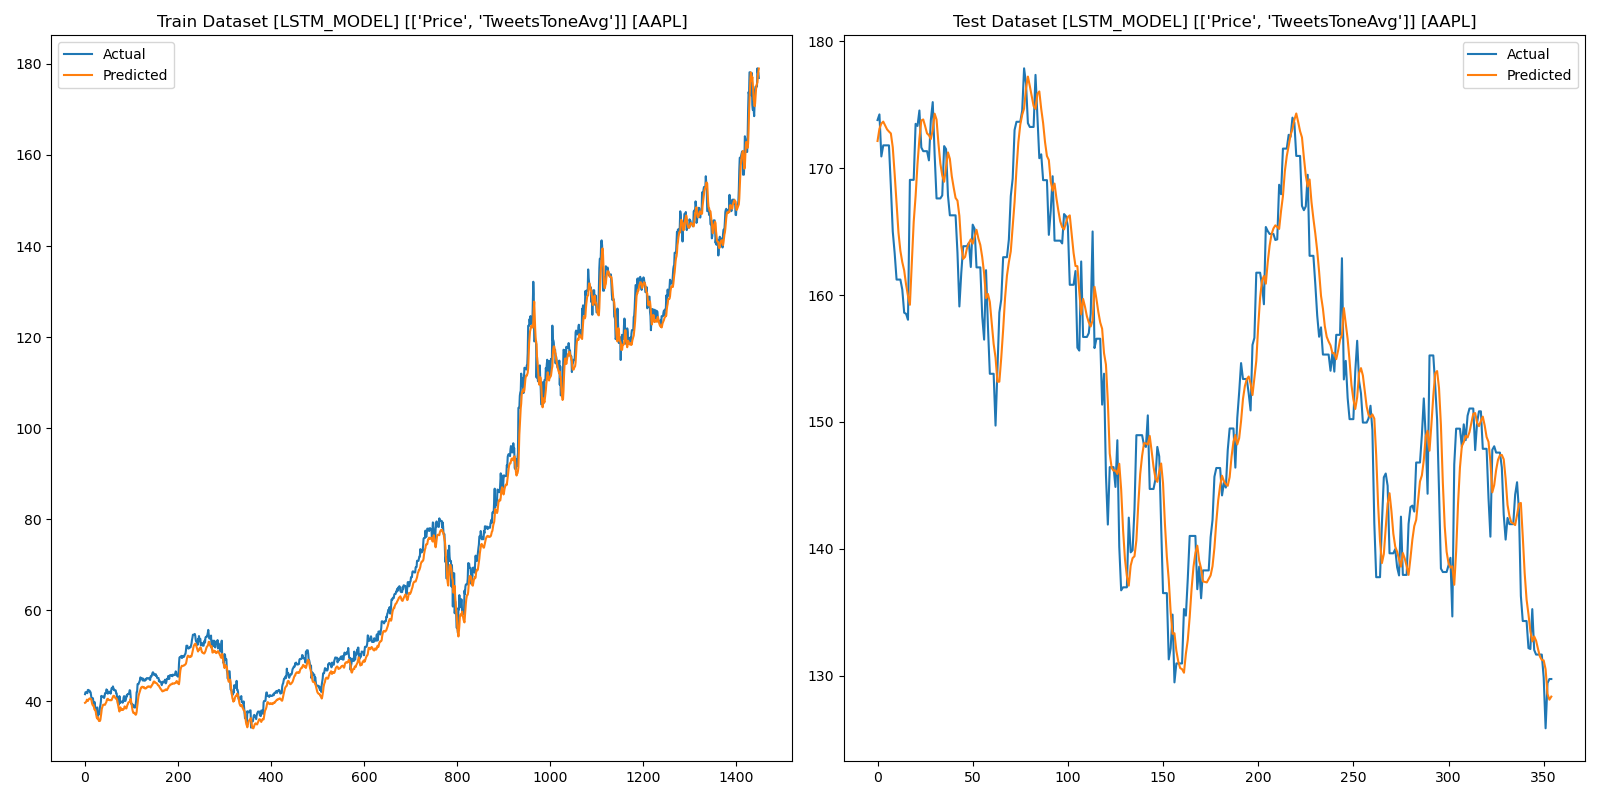 Train Dataset [LSTM_MODEL] [['Price', 'TweetsToneAvg']] [AAPL]
Actual
Predicted
180
160
140
120
100
80
60
40
0 200 400 600 800 1000 1200 1400
Test Dataset [LSTM_MODEL] [['Price', 'TweetsToneAvg']] [AAPL]
Actual
Predicted
180
170
160
150
140
130
0 50 100 150 200 250 300 350